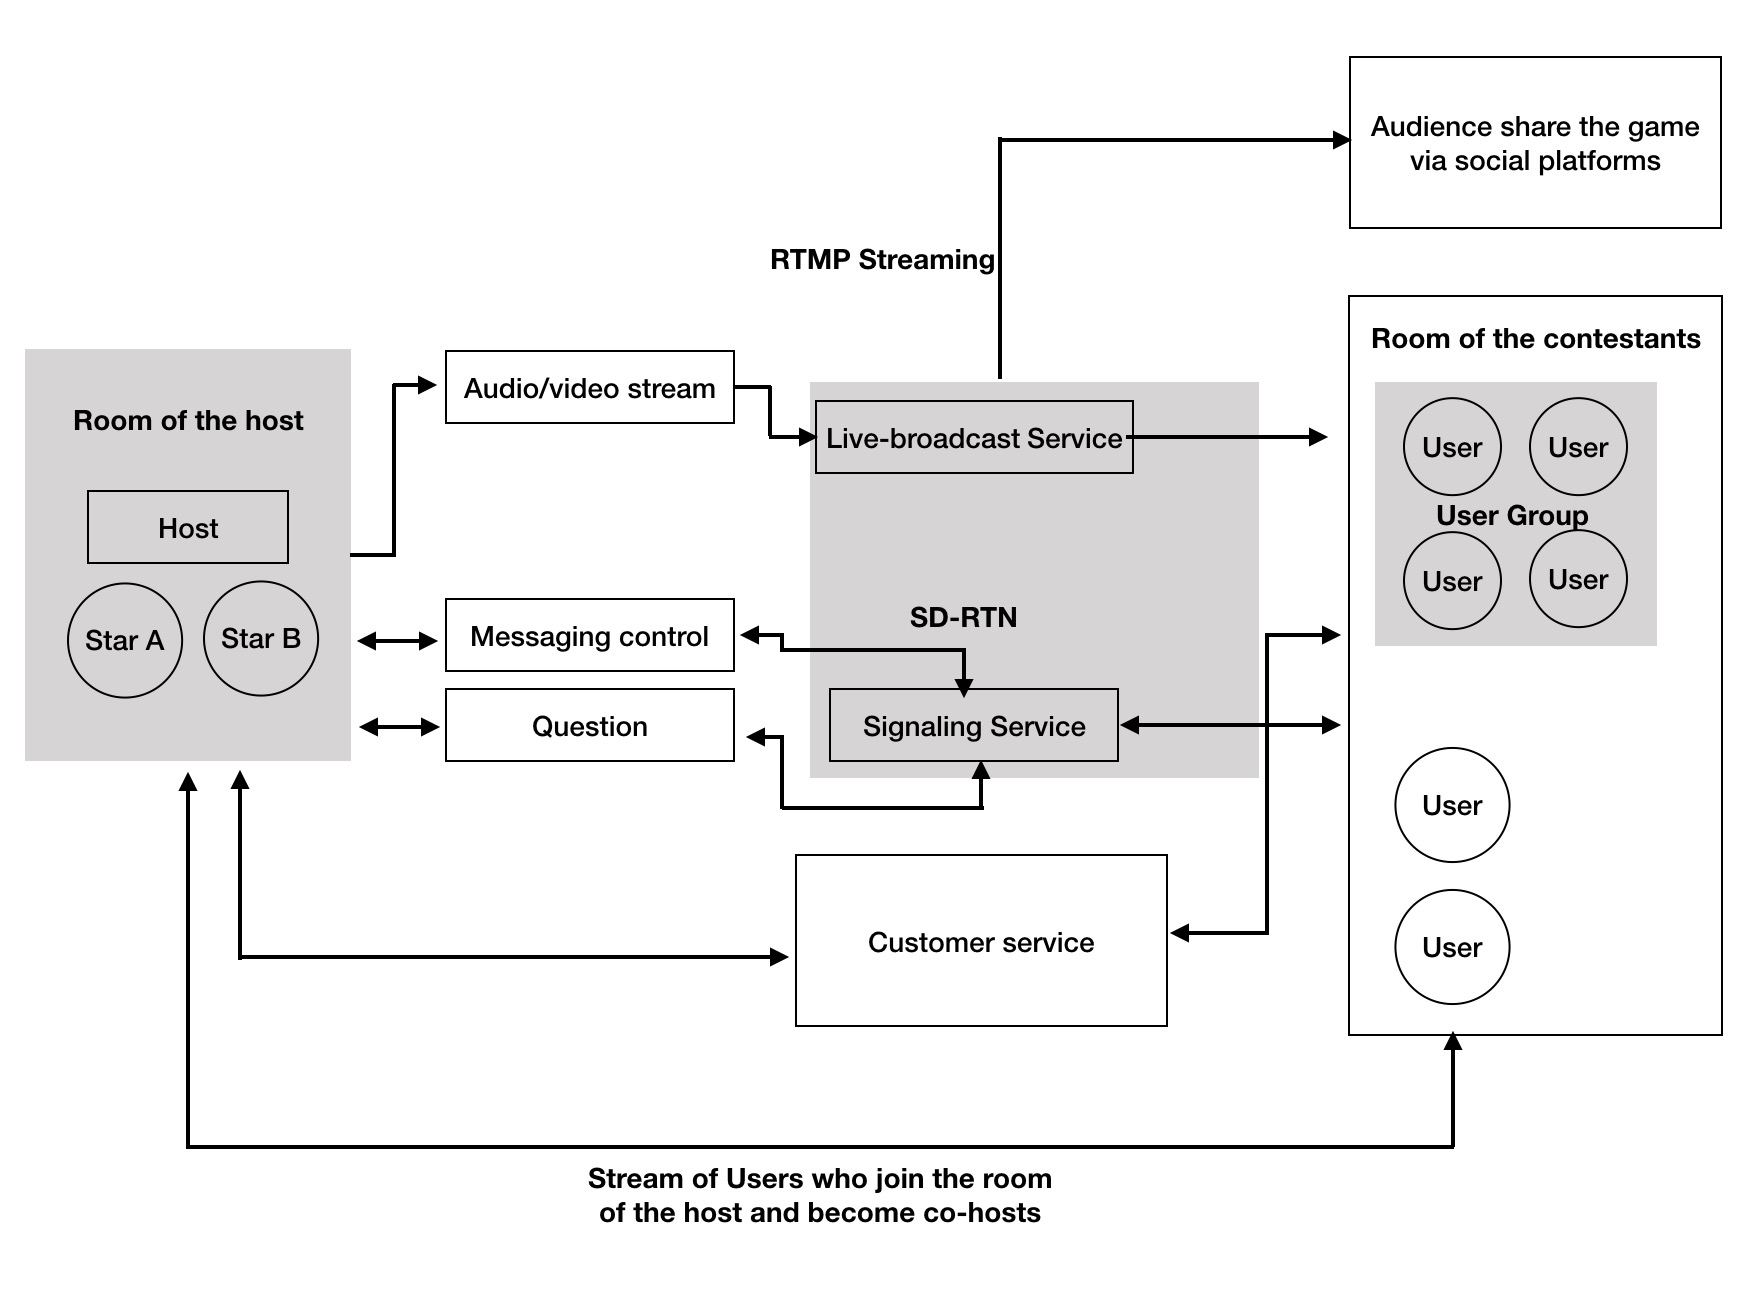 Audience share the game
via social platforms
RTMP Streaming
Room of the contestants
Room of the host
Audio/video stream
Live-broadcast Service
User
User
User Group
User
User
Host
Star A
Star B
Messaging control
SD-RTN
Question
Signaling Service
User
Customer service
User
Stream of Users who join the room
of the host and become co-hosts